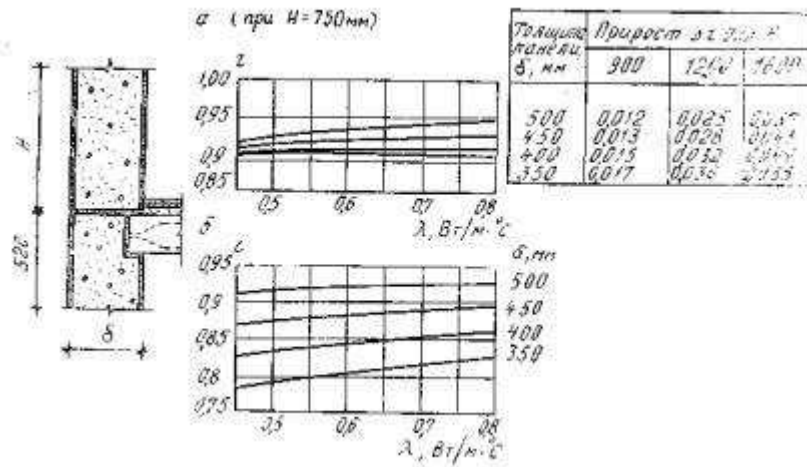 а (при H=750мм)
г
1,00
0,95
0,9
0,85
0,5 0,6 0,7 0,8
λ, Вт/м·°С
H
520
δ
б
г
0,95
0,9
0,85
0,8
0,75
0,5 0,6 0,7 0,8
λ, Вт/м·°С
δ, мм
500
450
400
350
Толщина панели δ, мм
Прирост
900 1200 1600
500 0,012 0,025
450 0,013 0,028
400 0,015 0,032
350 0,017 0,036